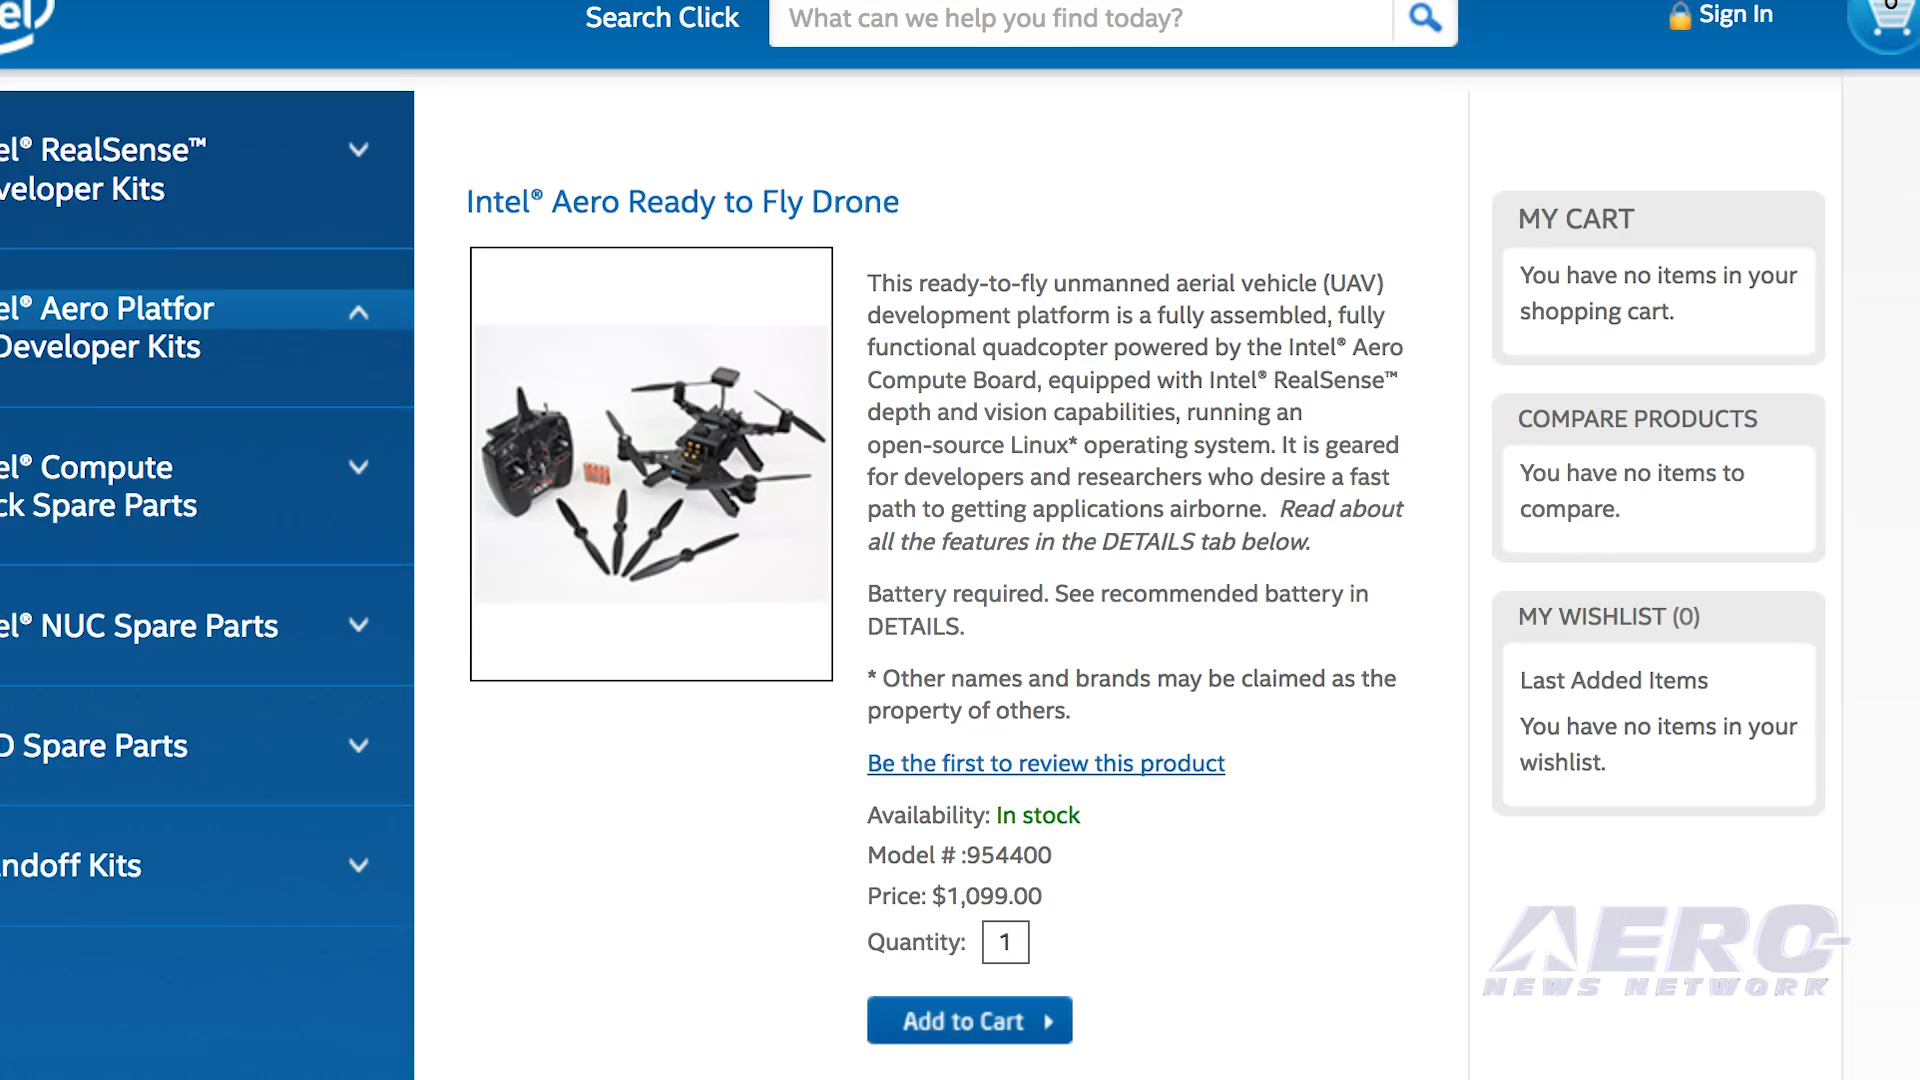 el
Search Click
What can we help you find today?
Sign In
0
el® RealSense™
veloper Kits
el® Aero Platfor
Developer Kits
el® Compute
ck Spare Parts
el® NUC Spare Parts
D Spare Parts
andoff Kits
Intel® Aero Ready to Fly Drone
This ready-to-fly unmanned aerial vehicle (UAV)
development platform is a fully assembled, fully
functional quadcopter powered by the Intel® Aero
Compute Board, equipped with Intel® RealSense™
depth and vision capabilities, running an
open-source Linux* operating system. It is geared
for developers and researchers who desire a fast
path to getting applications airborne. Read about
all the features in the DETAILS tab below.
Battery required. See recommended battery in
DETAILS.
* Other names and brands may be claimed as the
property of others.
Be the first to review this product
Availability: In stock
Model # :954400
Price: $1,099.00
Quantity: 1
Add to Cart
MY CART
You have no items in your
shopping cart.
COMPARE PRODUCTS
You have no items to
compare.
MY WISHLIST (0)
Last Added Items
You have no items in your
wishlist.
AERO-
NEWS NETWORK